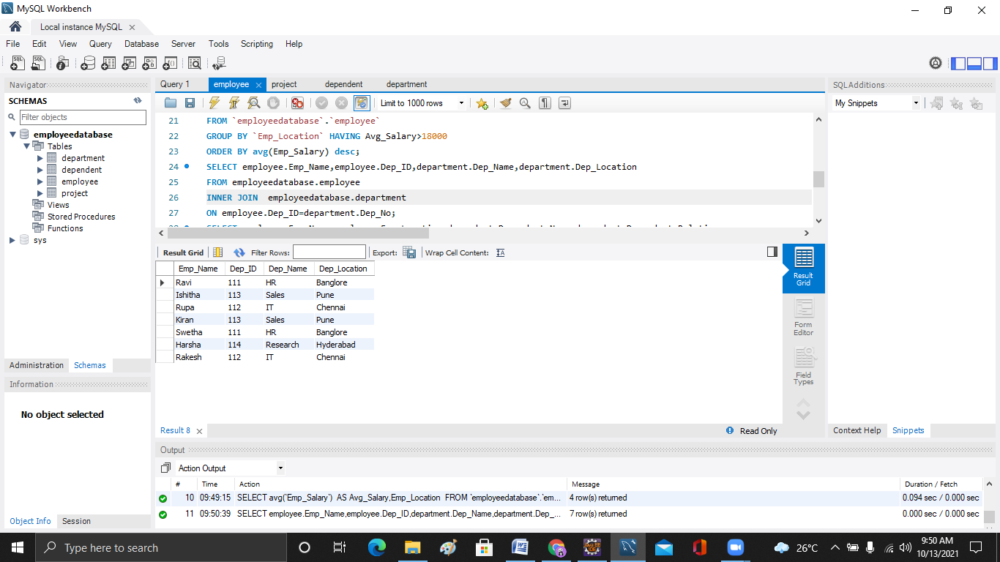 MySQL Workbench
Local instance MySQL
File Edit View Query Database Server Tools Scripting Help
Navigator
SCHEMAS
Filter objects
employeedatabase
Tables
department
dependent
employee
project
Views
Stored Procedures
Functions
sys
Administration Schemas
Information
No object selected
Object Info Session
Query 1 employee project dependent department
Limit to 1000 rows
21 FROM `employeedatabase`.`employee`
22 GROUP BY `Emp_Location` HAVING Avg_Salary>18000
23 ORDER BY avg(Emp_Salary) desc;
24 SELECT employee.Emp_Name,employee.Dep_ID,department.Dep_Name,department.Dep_Location
25 FROM employeedatabase.employee
26 INNER JOIN employeedatabase.department
27 ON employee.Dep_ID=department.Dep_No;
Result Grid Filter Rows: Export: Wrap Cell Content:
Emp_Name Dep_ID Dep_Name Dep_Location
Ravi 111 HR Banglore
Ishitha 113 Sales Pune
Rupa 112 IT Chennai
Kiran 113 Sales Pune
Swetha 111 HR Banglore
Harsha 114 Research Hyderabad
Rakesh 112 IT Chennai
Result Grid
Form Editor
Field Types
Result 8 Read Only
SQLAdditions
My Snippets
Context Help Snippets
Output
Action Output
# Time Action Message Duration / Fetch
10 09:49:15 SELECT avg(`Emp_Salary`) AS Avg_Salary,Emp_Location FROM `employeedatabase`.`em... 4 row(s) returned 0.094 sec / 0.000 sec
11 09:50:39 SELECT employee.Emp_Name,employee.Dep_ID,department.Dep_Name,department.Dep_... 7 row(s) returned 0.000 sec / 0.000 sec
Type here to search
26°C
9:50 AM
10/13/2021